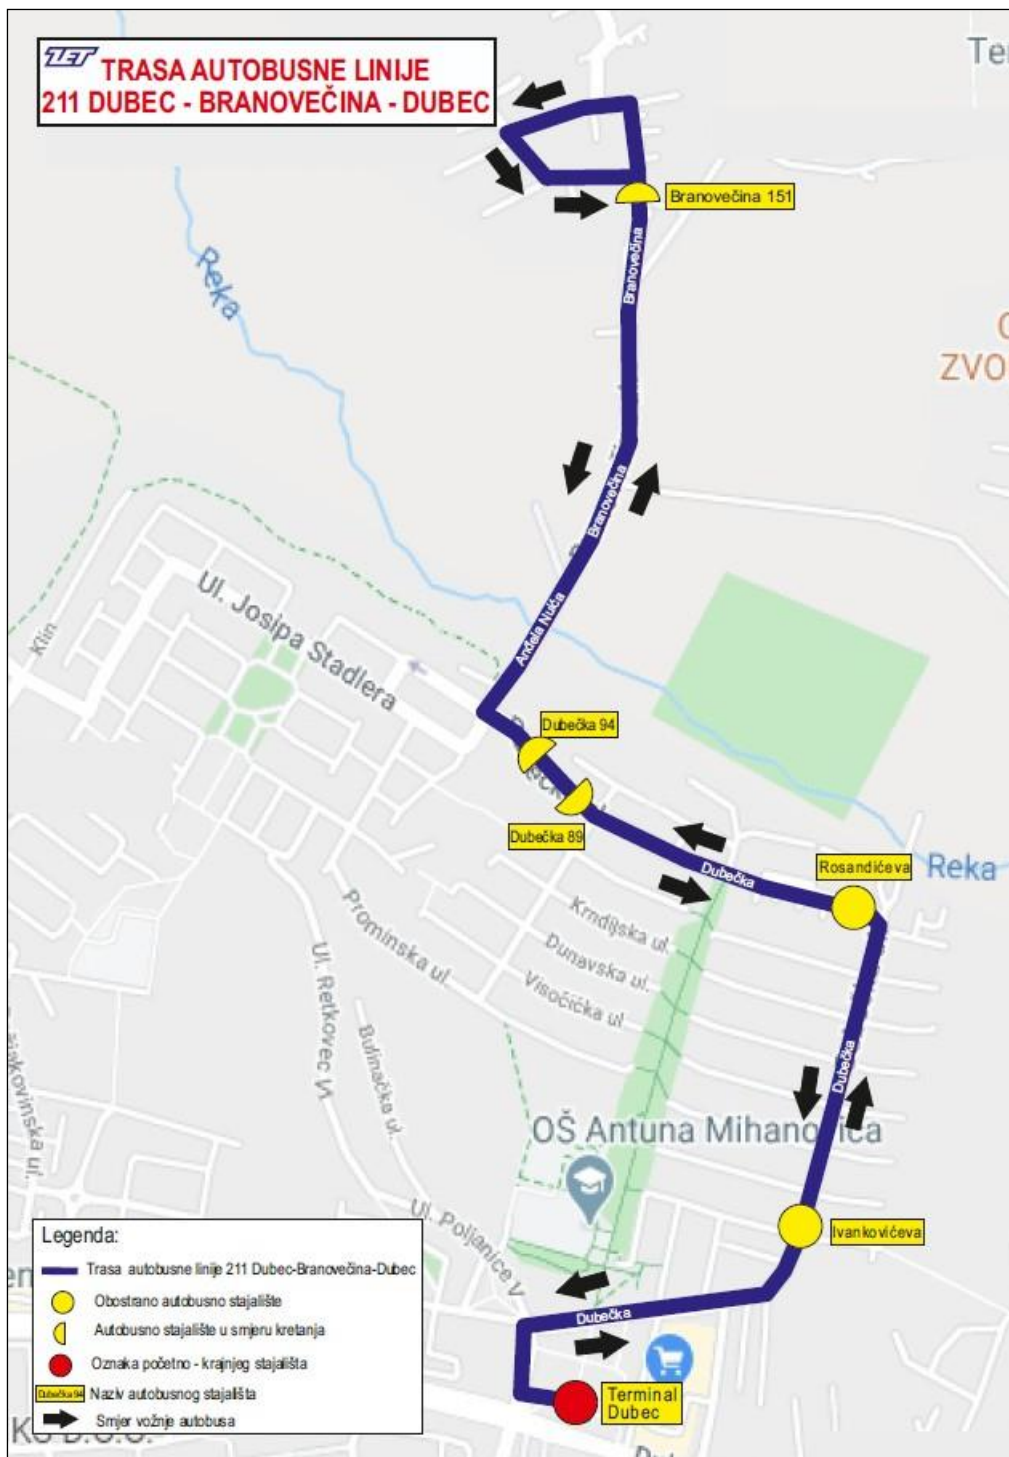 ZET
TRASA AUTOBUSNE LINIJE
211 DUBEC - BRANOVEČINA - DUBEC
Branovečina 151
Branovečina
Reka
ZVO
Branovečina
Anđela Nuića
Ul. Josipa Stadlera
Klin
Dubečka 94
Dubečka 89
Dubečka
Rosandićeva
Reka
Krndijska ul.
Dunavska ul.
Visočička ul
Prominska ul.
Ul. Retkovec VI
Bulinačka ul.
Dubečka
OŠ Antuna Mihanovića
Ul. Poljanice V
Ivankovićeva
Dubečka
Terminal
Dubec
Legenda:
Trasa autobusne linije 211 Dubec-Branovečina-Dubec
Obostrano autobusno stajalište
Autobusno stajalište u smjeru kretanja
Oznaka početno - krajnjeg stajališta
Dubečka 94
Naziv autobusnog stajališta
Smjer vožnje autobusa